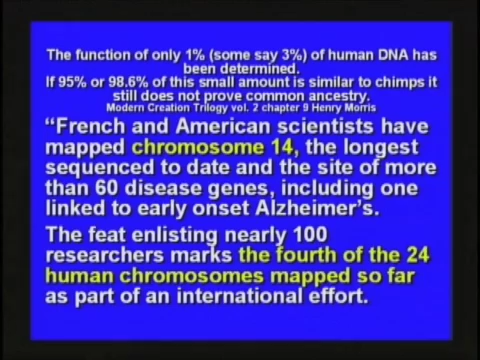 The function of only 1% (some say 3%) of human DNA has
been determined.
If 95% or 98.6% of this small amount is similar to chimps it
still does not prove common ancestry.
Modern Creation Trilogy vol. 2 chapter 9 Henry Morris
“French and American scientists have
mapped chromosome 14, the longest
sequenced to date and the site of more
than 60 disease genes, including one
linked to early onset Alzheimer’s.
The feat enlisting nearly 100
researchers marks the fourth of the 24
human chromosomes mapped so far
as part of an international effort.